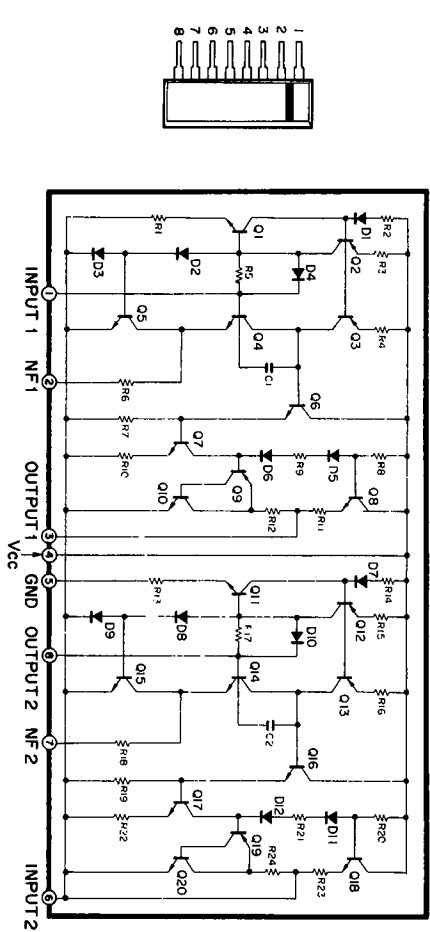 1
2
3
4
5
6
7
8
R2 R3 R4 R8 R14 R15 R16 R20
D1 Q2 Q3 D5 Q8 D7 Q12 Q13 D11 Q18
Q6 R9 R11 Q16 R21 R23
D4 D10
Q1 R5 Q4 C1 D6 R12 Q11 R17 Q14 C2 D12 R24
D2 Q7 Q9 D8 Q17 Q19
R1 Q5 R6 R7 R10 Q10 R13 Q15 R18 R19 R22 Q20
D3 D9
1 2 3 4 5 6 7 8
INPUT 1 NF1 OUTPUT 1 Vcc GND OUTPUT 2 NF 2 INPUT 2